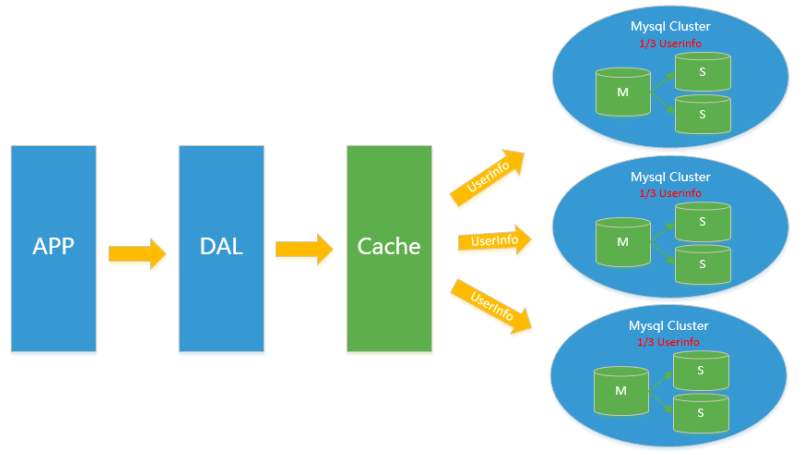 APP
DAL
Cache
UserInfo
UserInfo
UserInfo
Mysql Cluster
1/3 Userinfo
M
S
S
Mysql Cluster
1/3 Userinfo
M
S
S
Mysql Cluster
1/3 Userinfo
M
S
S